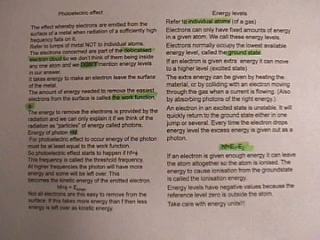 Photoelectric effect
The effect whereby electrons are emitted from the
surface of a metal when radiation of a sufficiently high
frequency falls on it.
Refer to lumps of metal NOT to individual atoms.
The electrons concerned are part of the delocalised
electron cloud so we don't think of them being inside
any one atom and we mention energy levels
in our answer.
It takes energy to make an electron leave the surface
of the metal.
The amount of energy needed to remove the easiest
electrons from the surface is called the work function
The energy to remove the electrons is provided by the
radiation and we can only explain it if we think of the
radiation as "particles" of energy called photons.
Energy of photon
For photoelectric effect to occur energy of the photon
must be at least equal to the work function.
So photoelectric effect starts to happen if
This frequency is called the threshold frequency.
At higher frequencies the photon will have more
energy and some will be left over. This
becomes the kinetic energy of the emitted electron.
Not all electrons are this easy to remove from the
surface. If this takes more energy then less
energy is left over as kinetic energy.
Energy levels
Refer to individual atoms (of a gas)
Electrons can only have fixed amounts of energy
in a given atom. We call these energy levels.
Electrons normally occupy the lowest available
energy level, called the ground state.
If an electron is given extra energy it can move
to a higher level (excited state)
The extra energy can be given by heating the
material, or by colliding with an electron moving
through the gas when a current is flowing. (Also
by absorbing photons of the right energy.)
An electron in an excited state is unstable. It will
quickly return to the ground state either in one
jump or several. Every time the electron drops
energy level the excess energy is given out as a
photon.
If an electron is given enough energy it can leave
the atom altogether so the atom is ionised. The
energy to cause ionisation from the groundstate
is called the ionisation energy.
Energy levels have negative values because the
reference level zero is outside the atom.
Take care with energy units!!